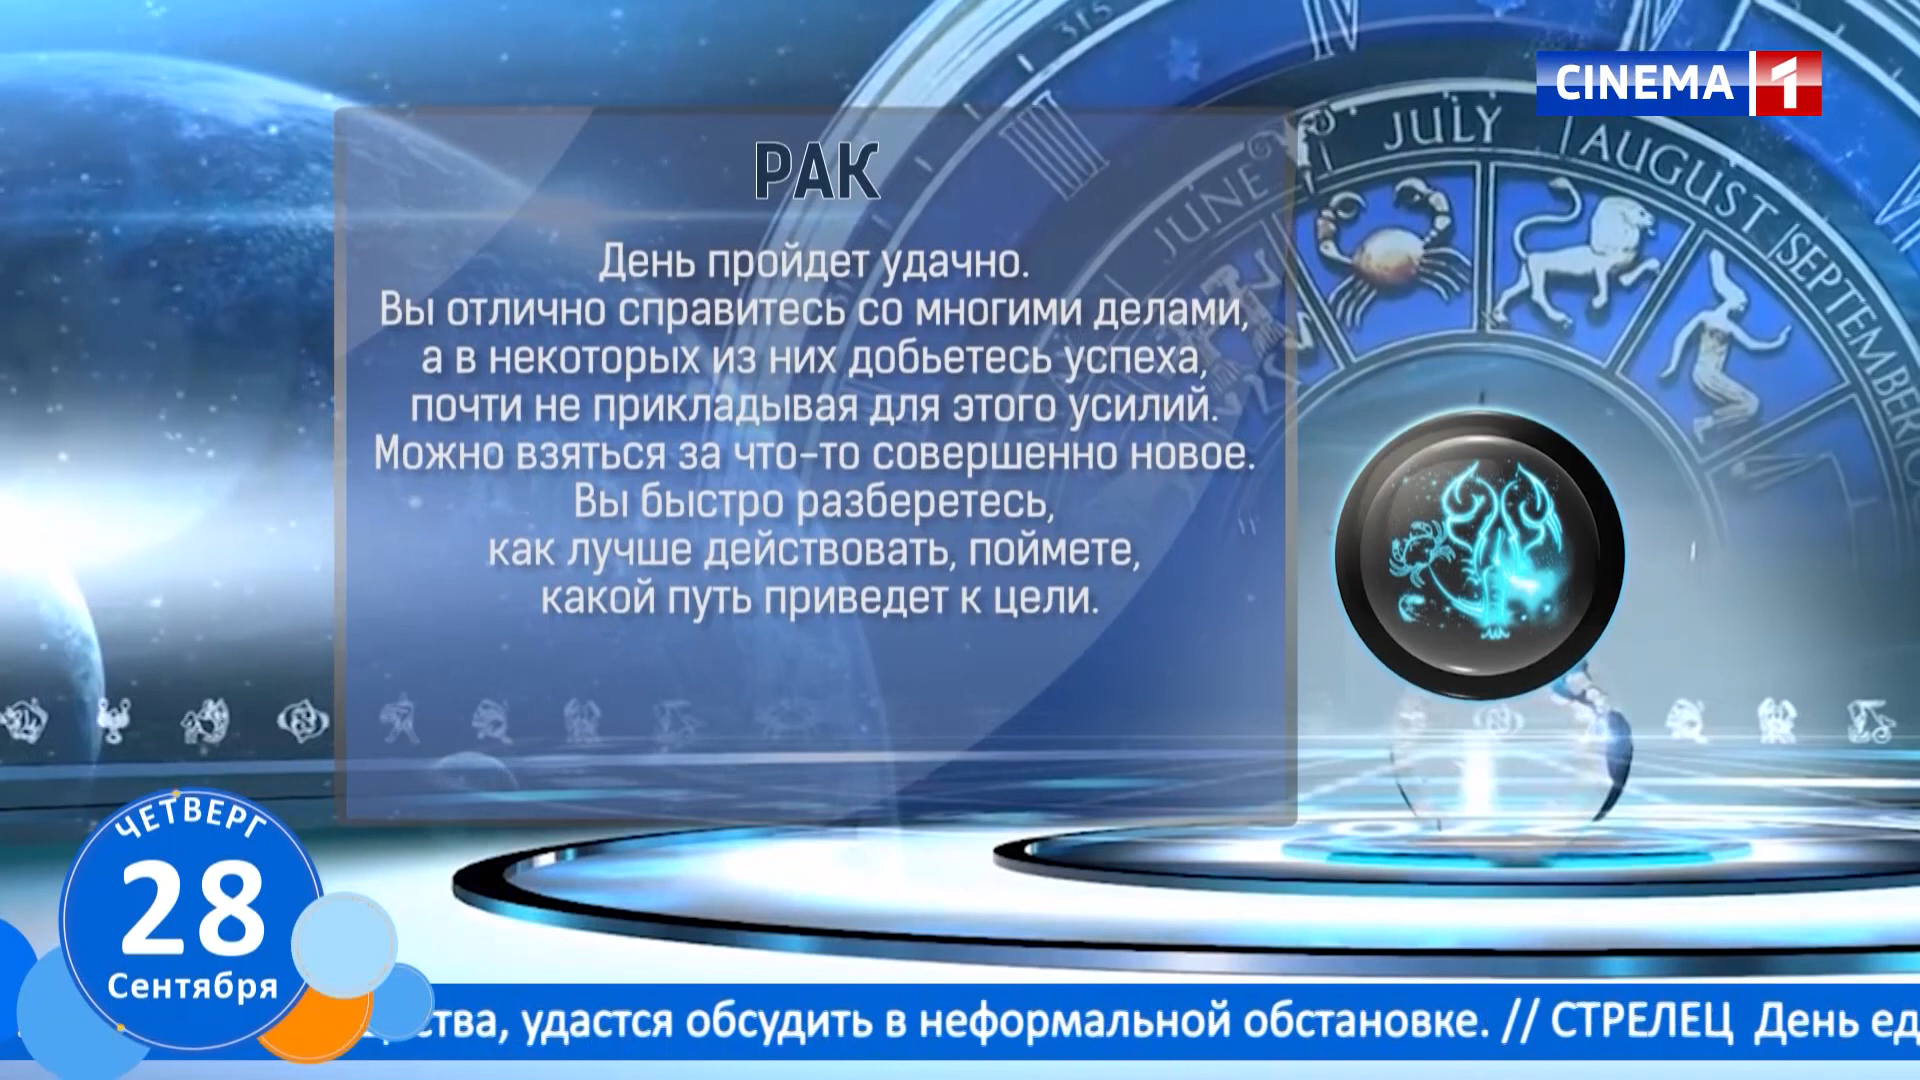 315
CINEMA 1
JUNE
JULY
AUGUST
SEPTEMBER
РАК
День пройдет удачно.
Вы отлично справитесь со многими делами,
а в некоторых из них добьетесь успеха,
почти не прикладывая для этого усилий.
Можно взяться за что-то совершенно новое.
Вы быстро разберетесь,
как лучше действовать, поймете,
какой путь приведет к цели.
ЧЕТВЕРГ
28
Сентября
ства, удастся обсудить в неформальной обстановке. // СТРЕЛЕЦ День ед